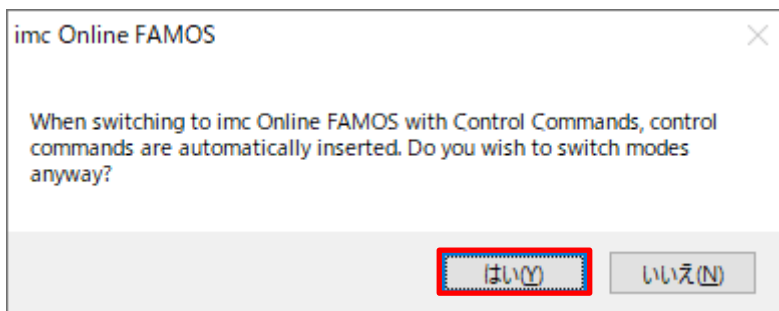 imc Online FAMOS
When switching to imc Online FAMOS with Control Commands, control
commands are automatically inserted. Do you wish to switch modes
anyway?
はい(Y)
いいえ(N)